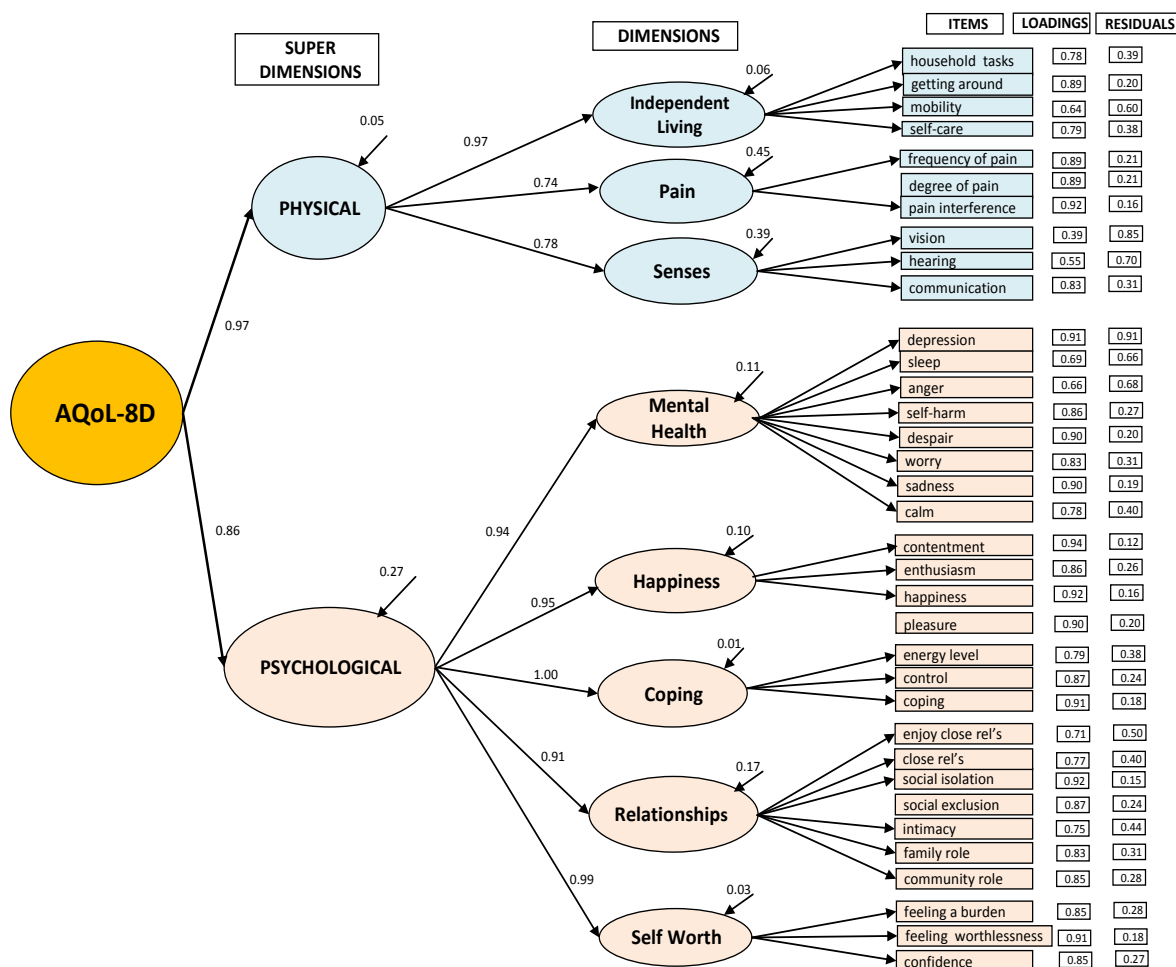 ITEMS LOADINGS RESIDUALS
SUPER
DIMENSIONS
DIMENSIONS
household tasks 0.78 0.39
0.06
getting around 0.89 0.20
Independent
Living
mobility 0.64 0.60
0.05
self-care 0.79 0.38
0.97
0.45
frequency of pain 0.89 0.21
0.74
Pain
degree of pain 0.89 0.21
PHYSICAL
pain interference 0.92 0.16
0.39
vision 0.39 0.85
0.78
hearing 0.55 0.70
Senses
communication 0.83 0.31
0.97
depression 0.91 0.91
sleep 0.69 0.66
0.11
anger 0.66 0.68
AQoL-8D
Mental
Health
self-harm 0.86 0.27
despair 0.90 0.20
worry 0.83 0.31
sadness 0.90 0.19
calm 0.78 0.40
0.86
0.94
0.10
contentment 0.94 0.12
enthusiasm 0.86 0.26
0.27
Happiness
happiness 0.92 0.16
0.95
pleasure 0.90 0.20
0.01
energy level 0.79 0.38
PSYCHOLOGICAL
1.00
control 0.87 0.24
Coping
coping 0.91 0.18
enjoy close rel's 0.71 0.50
0.91
close rel's 0.77 0.40
0.17
social isolation 0.92 0.15
social exclusion 0.87 0.24
Relationships
intimacy 0.75 0.44
family role 0.83 0.31
community role 0.85 0.28
0.99
0.03
feeling a burden 0.85 0.28
Self Worth
feeling worthlessness 0.91 0.18
confidence 0.85 0.27